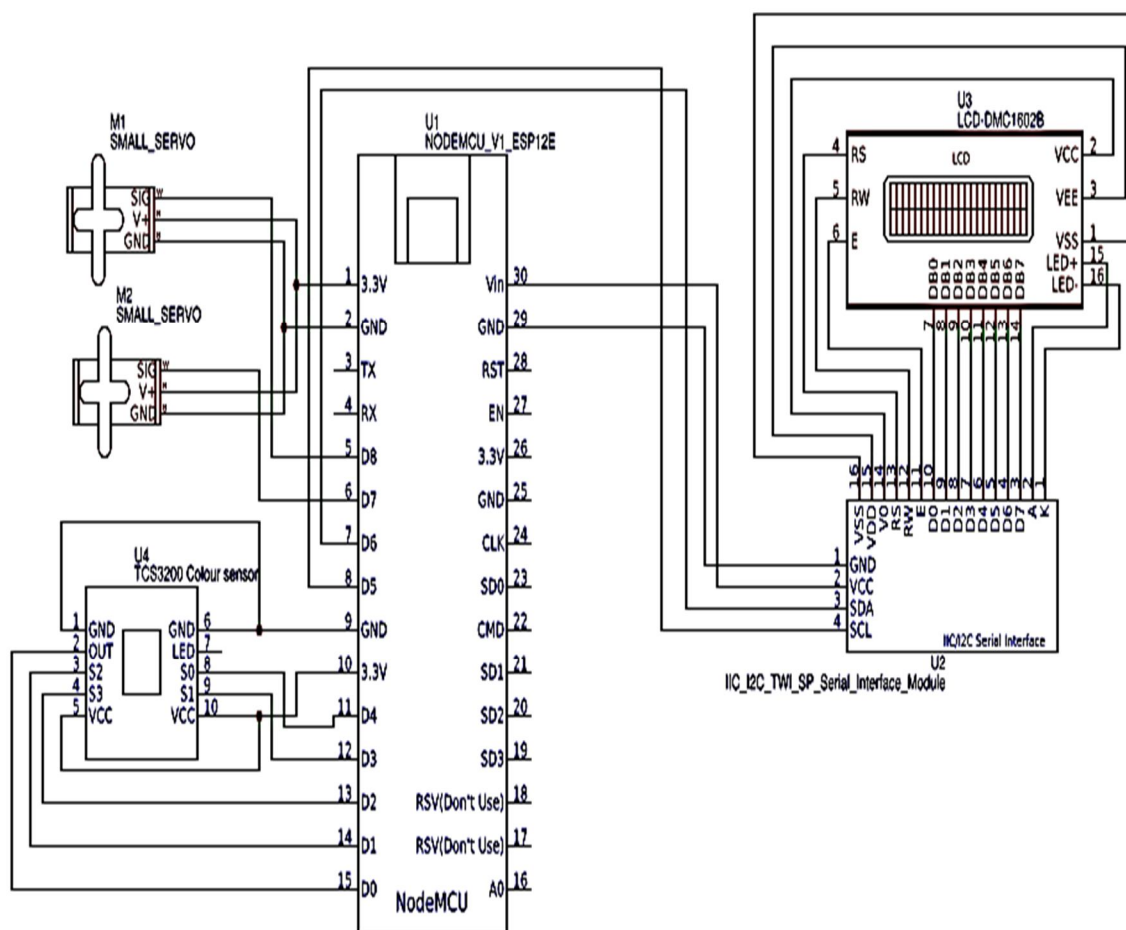 M1
SMALL_SERVO
SIG
V+
GND
M2
SMALL_SERVO
SIG
V+
GND
U4
TCS3200 Colour sensor
1 GND
2 OUT
3 S2
4 S3
5 VCC
GND 6
LED 7
S0 8
S1 9
VCC 10
U1
NODEMCU_V1_ESP12E
1 3.3V
2 GND
3 TX
4 RX
5 D8
6 D7
7 D6
8 D5
9 GND
10 3.3V
11 D4
12 D3
13 D2
14 D1
15 D0
Vin 30
GND 29
RST 28
EN 27
3.3V 26
GND 25
CLK 24
SD0 23
CMD 22
SD1 21
SD2 20
SD3 19
RSV(Don't Use) 18
RSV(Don't Use) 17
A0 16
NodeMCU
U3
LCD-DMC1602B
LCD
4 RS
5 RW
6 E
VCC 2
VEE 3
VSS 1
LED+ 15
LED- 16
DB0 DB1 DB2 DB3 DB4 DB5 DB6 DB7
7 8 9 10 11 12 13 14
16 15 14 13 12 11 10 9 8 7 6 5 4 3 2 1
VSS VDD V0 RS RW E D0 D1 D2 D3 D4 D5 D6 D7 A K
1 GND
2 VCC
3 SDA
4 SCL
IIC/I2C Serial Interface
U2
IIC_I2C_TWI_SP_Serial_Interface_Module